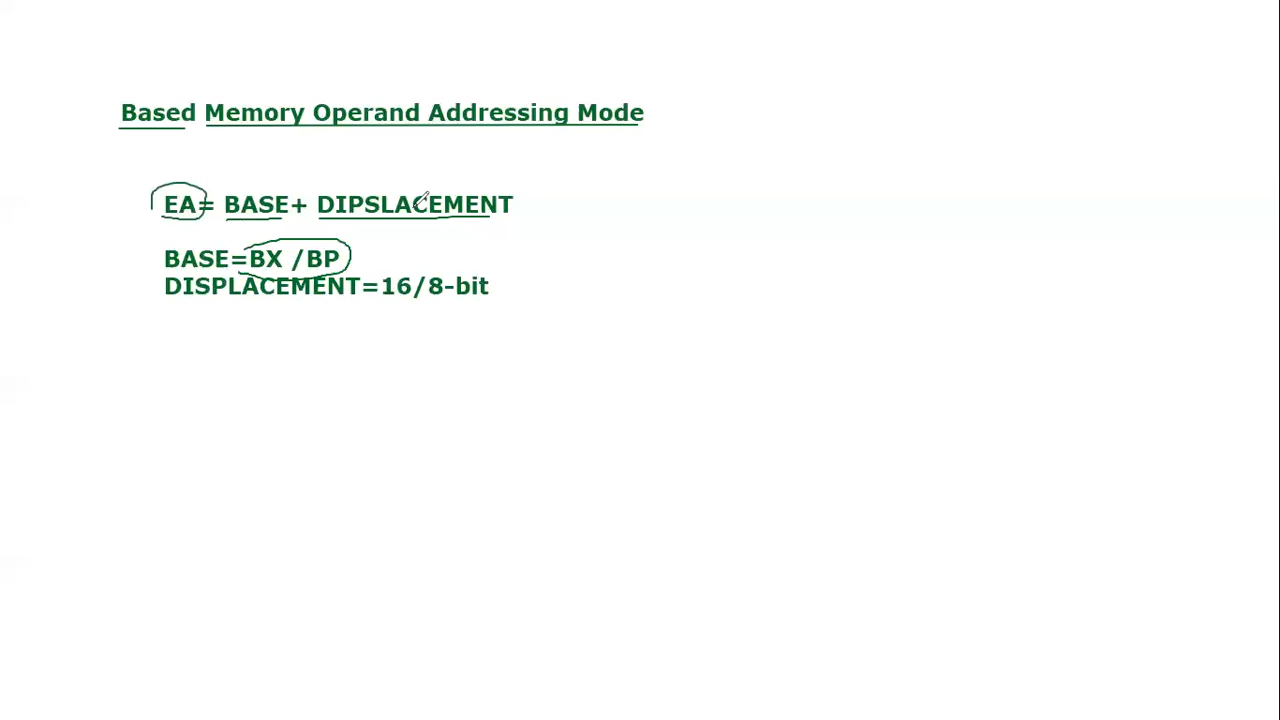 Based Memory Operand Addressing Mode
EA= BASE+ DIPSLACEMENT
BASE=BX /BP
DISPLACEMENT=16/8-bit